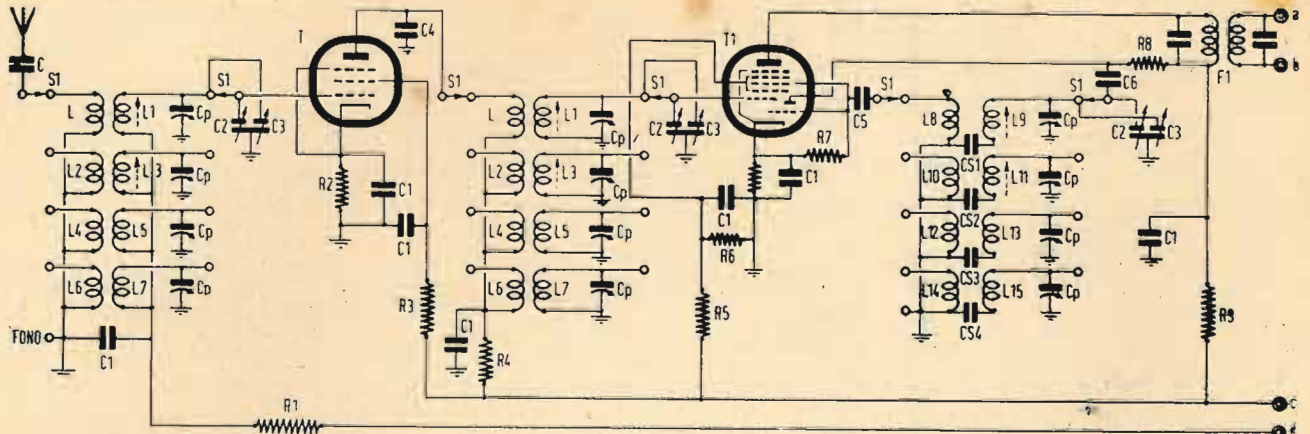 C
S1
L
L1
Cp
S1
C2
C3
L2
L3
Cp
L4
L5
Cp
L6
L7
Cp
FONO
C1
R1
T
C4
R2
C1
C1
R3
S1
L
L1
Cp
S1
C2
C3
L2
L3
Cp
L4
L5
Cp
L6
L7
Cp
C1
R4
T1
C5
R7
C1
C1
R6
R5
S1
L8
L9
Cp
S1
C6
C2
C3
CS1
L10
L11
Cp
CS2
L12
L13
Cp
CS3
L14
L15
Cp
CS4
R8
F1
C1
R9
B
C